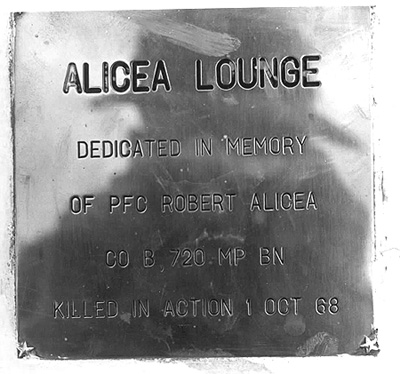 ALICEA LOUNGE
DEDICATED IN MEMORY
OF PFC ROBERT ALICEA
CO B 720 MP BN
KILLED IN ACTION 1 OCT 68